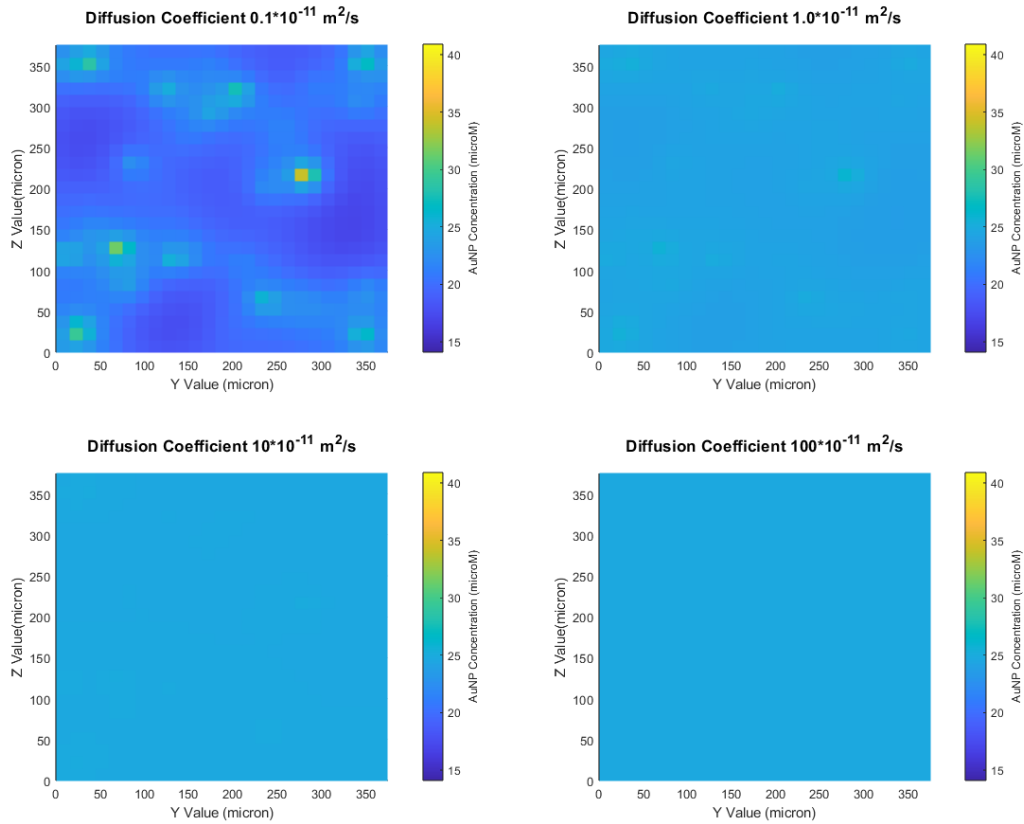 Diffusion Coefficient 0.1*10^-11 m^2/s
Z Value(micron)
350
300
250
200
150
100
50
0
0 50 100 150 200 250 300 350
Y Value (micron)
40
35
30
25
20
15
AuNP Concentration (microM)
Diffusion Coefficient 1.0*10^-11 m^2/s
Z Value(micron)
350
300
250
200
150
100
50
0
0 50 100 150 200 250 300 350
Y Value (micron)
40
35
30
25
20
15
AuNP Concentration (microM)
Diffusion Coefficient 10*10^-11 m^2/s
Z Value(micron)
350
300
250
200
150
100
50
0
0 50 100 150 200 250 300 350
Y Value (micron)
40
35
30
25
20
15
AuNP Concentration (microM)
Diffusion Coefficient 100*10^-11 m^2/s
Z Value(micron)
350
300
250
200
150
100
50
0
0 50 100 150 200 250 300 350
Y Value (micron)
40
35
30
25
20
15
AuNP Concentration (microM)